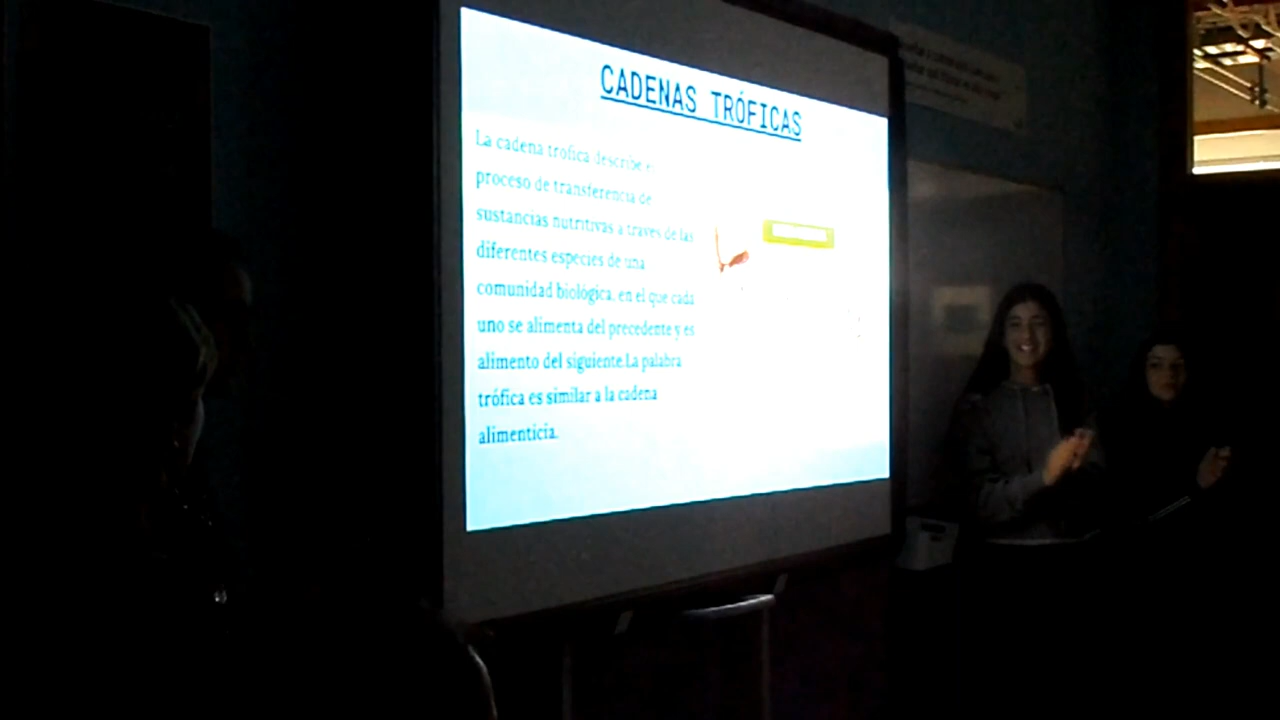 CADENAS TRÓFICAS
La cadena trofica describe el
proceso de transferencia de
sustancias nutritivas a través de las
diferentes especies de una
comunidad biológica, en el que cada
uno se alimenta del precedente y es
alimento del siguiente.La palabra
trófica es similar a la cadena
alimenticia.